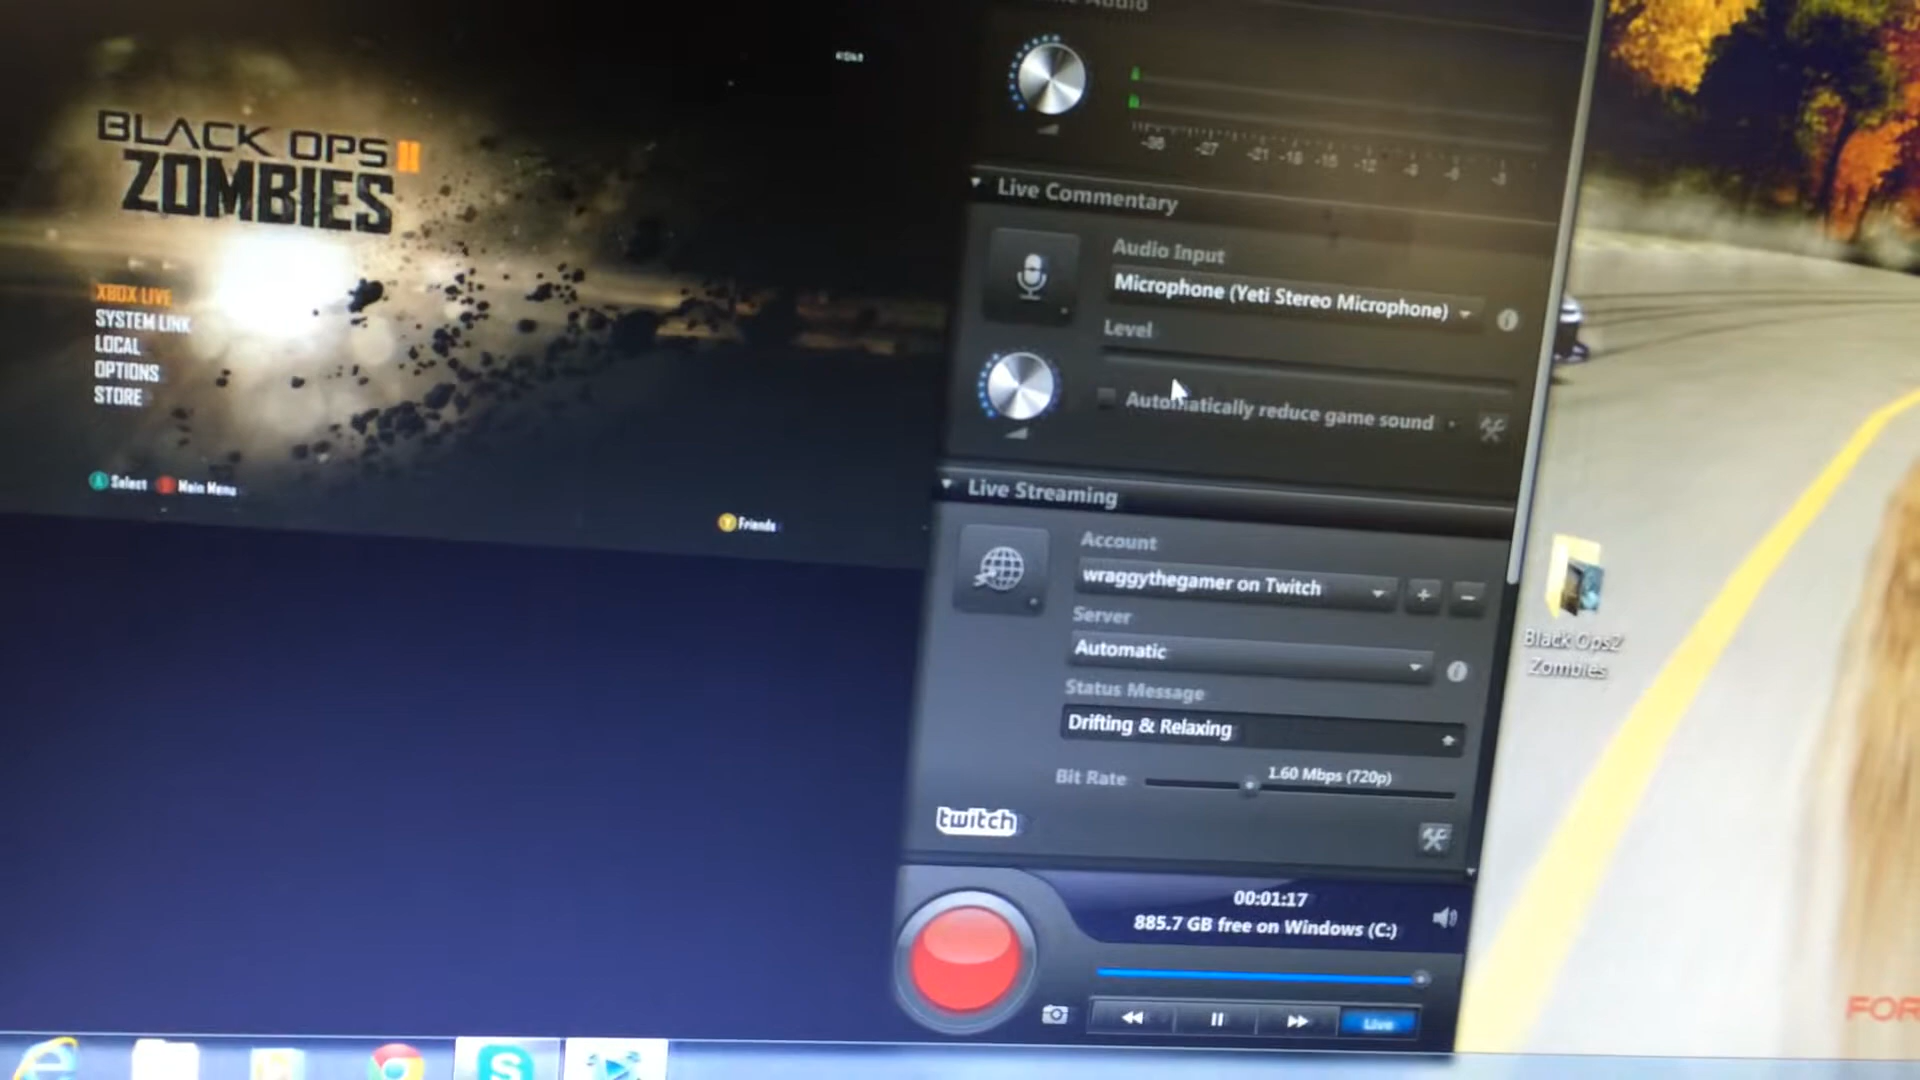 BLACK OPS II
ZOMBIES
XBOX LIVE
SYSTEM LINK
LOCAL
OPTIONS
STORE
Select
Main Menu
Friends
Audio
Live Commentary
Audio Input
Microphone (Yeti Stereo Microphone)
Level
Automatically reduce game sound
Live Streaming
Account
wraggythegamer on Twitch
Server
Automatic
Status Message
Drifting & Relaxing
Bit Rate
1.60 Mbps (720p)
twitch
00:01:17
885.7 GB free on Windows (C:)
Live
Black Ops2
Zombies
FOR